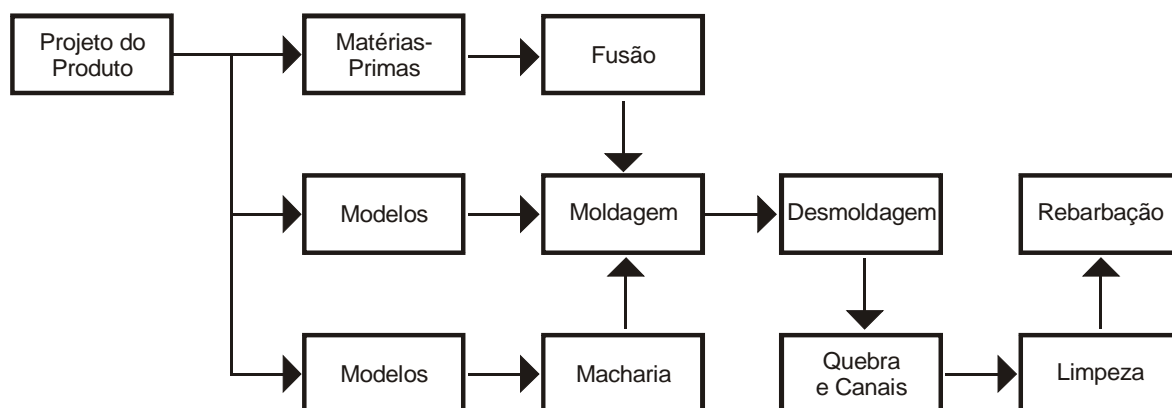 Projeto do
Produto
Matérias-
Primas
Fusão
Modelos
Moldagem
Desmoldagem
Rebarbação
Modelos
Macharia
Quebra
e Canais
Limpeza